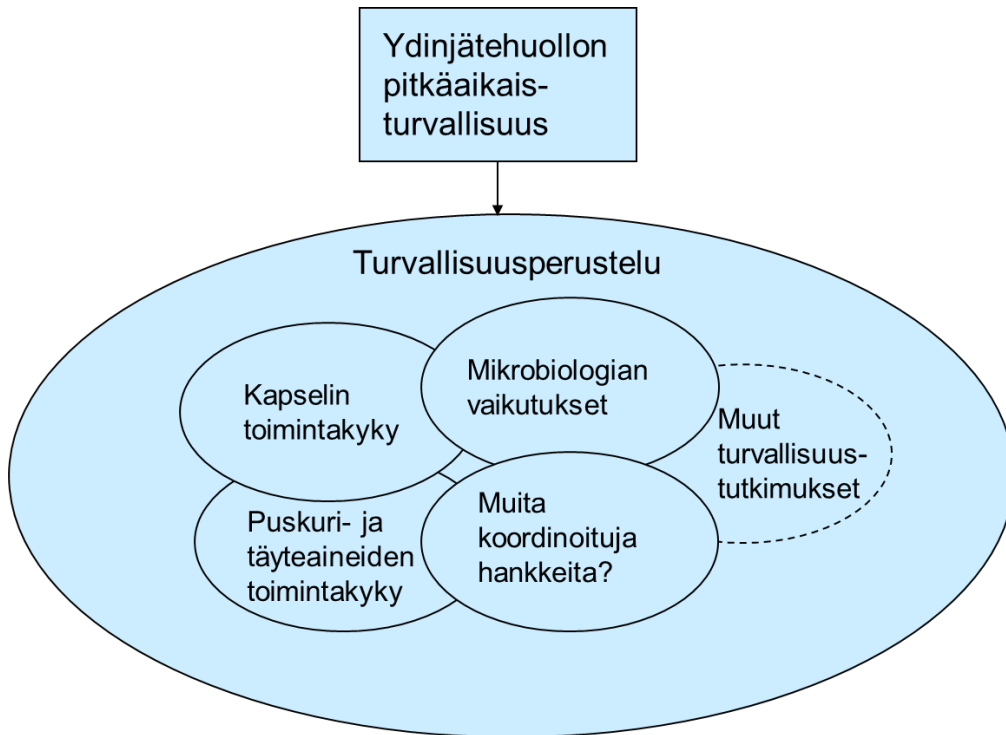 Ydinjätehuollon
pitkäaikais-
turvallisuus
Turvallisuusperustelu
Kapselin
toimintakyky
Mikrobiologian
vaikutukset
Muut
turvallisuus-
tutkimukset
Puskuri- ja
täyteaineiden
toimintakyky
Muita
koordinoituja
hankkeita?